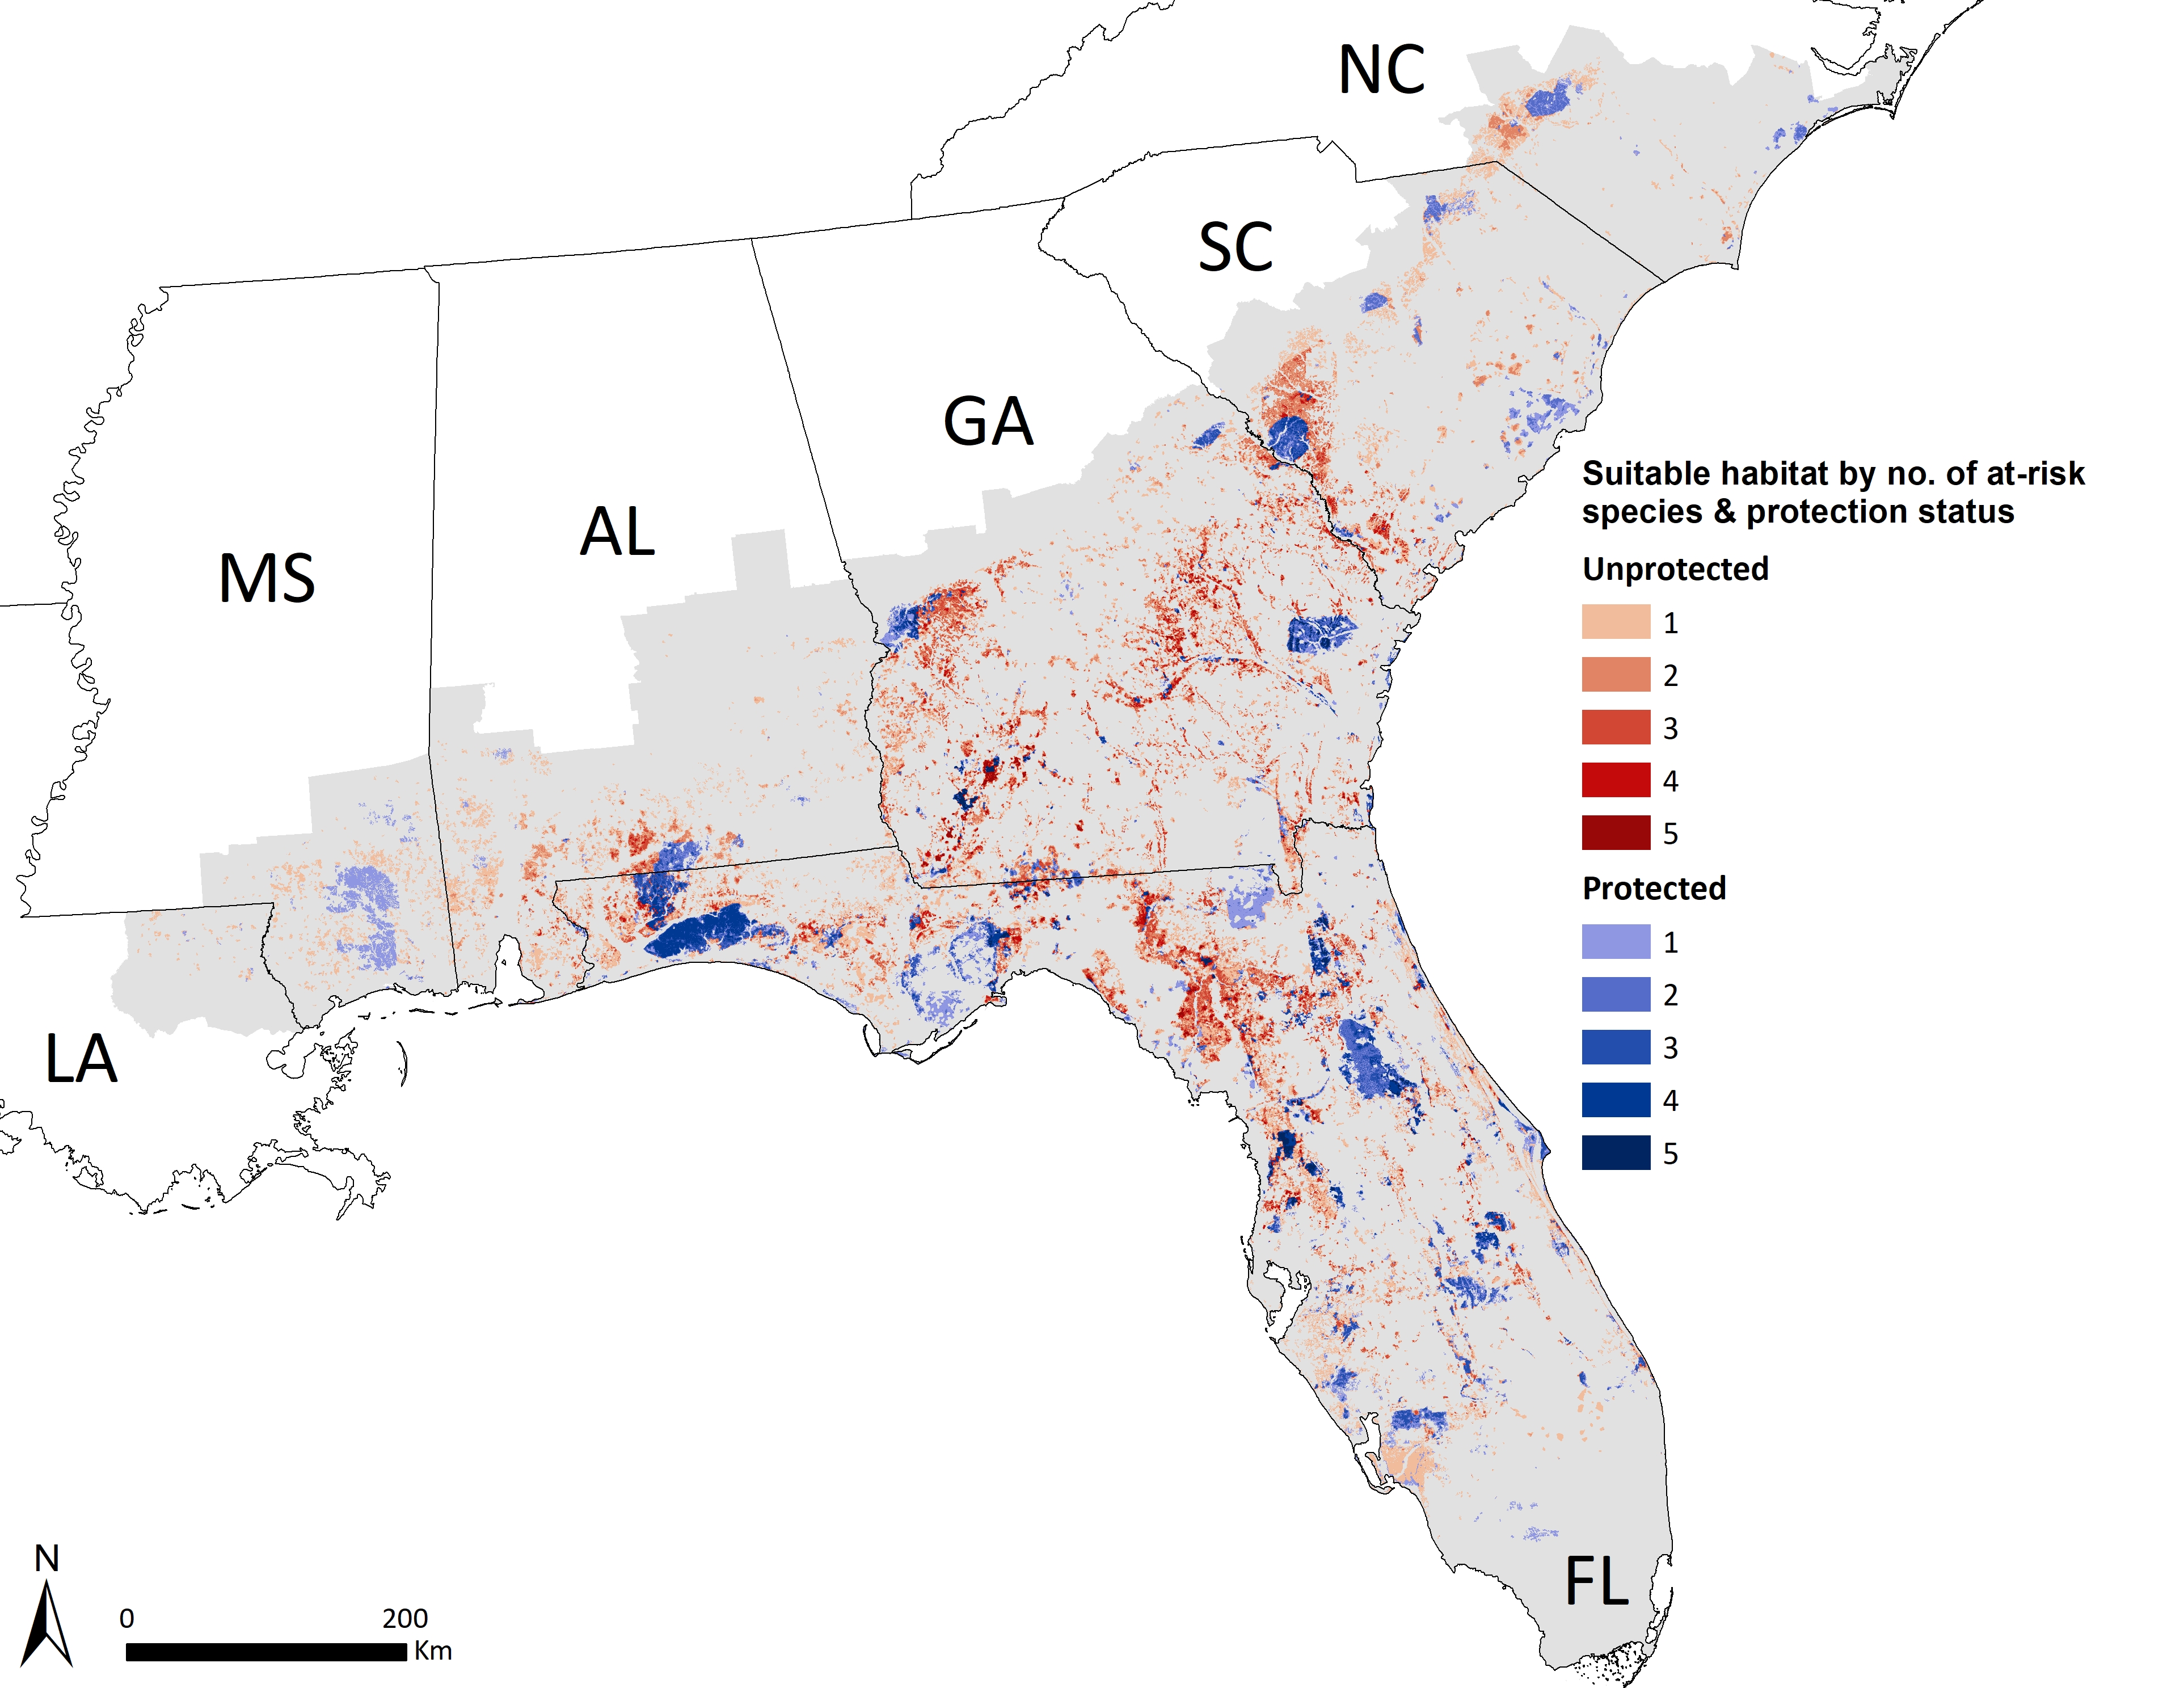 NC
SC
GA
AL
MS
LA
FL
Suitable habitat by no. of at-risk
species & protection status
Unprotected
1
2
3
4
5
Protected
1
2
3
4
5
N
0 200
Km